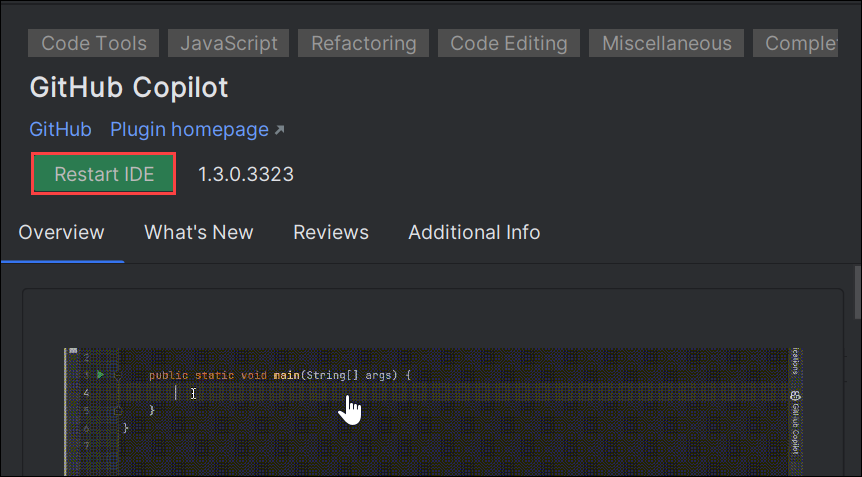 Code Tools JavaScript Refactoring Code Editing Miscellaneous Complet
GitHub Copilot
GitHub Plugin homepage
Restart IDE 1.3.0.3323
Overview What's New Reviews Additional Info
2
3 public static void main(String[] args) {
4
5 }
6 }
7
ications
GitHub Copilot